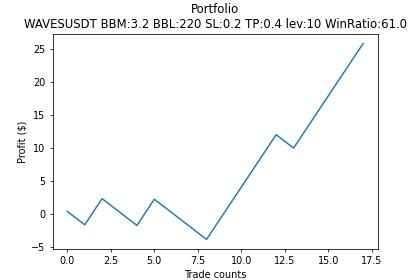 Portfolio
WAVESUSDT BBM:3.2 BBL:220 SL:0.2 TP:0.4 lev:10 WinRatio:61.0
25
20
15
10
5
0
−5
Profit ($)
0.0 2.5 5.0 7.5 10.0 12.5 15.0 17.5
Trade counts